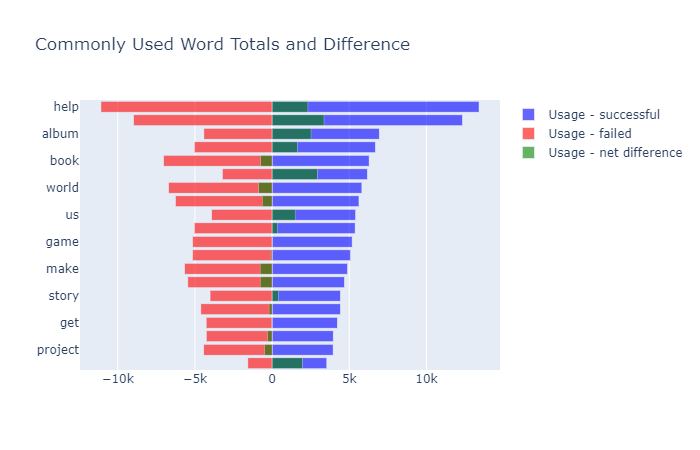 Commonly Used Word Totals and Difference
help
album
book
world
us
game
make
story
get
project
−10k
−5k
0
5k
10k
Usage - successful
Usage - failed
Usage - net difference